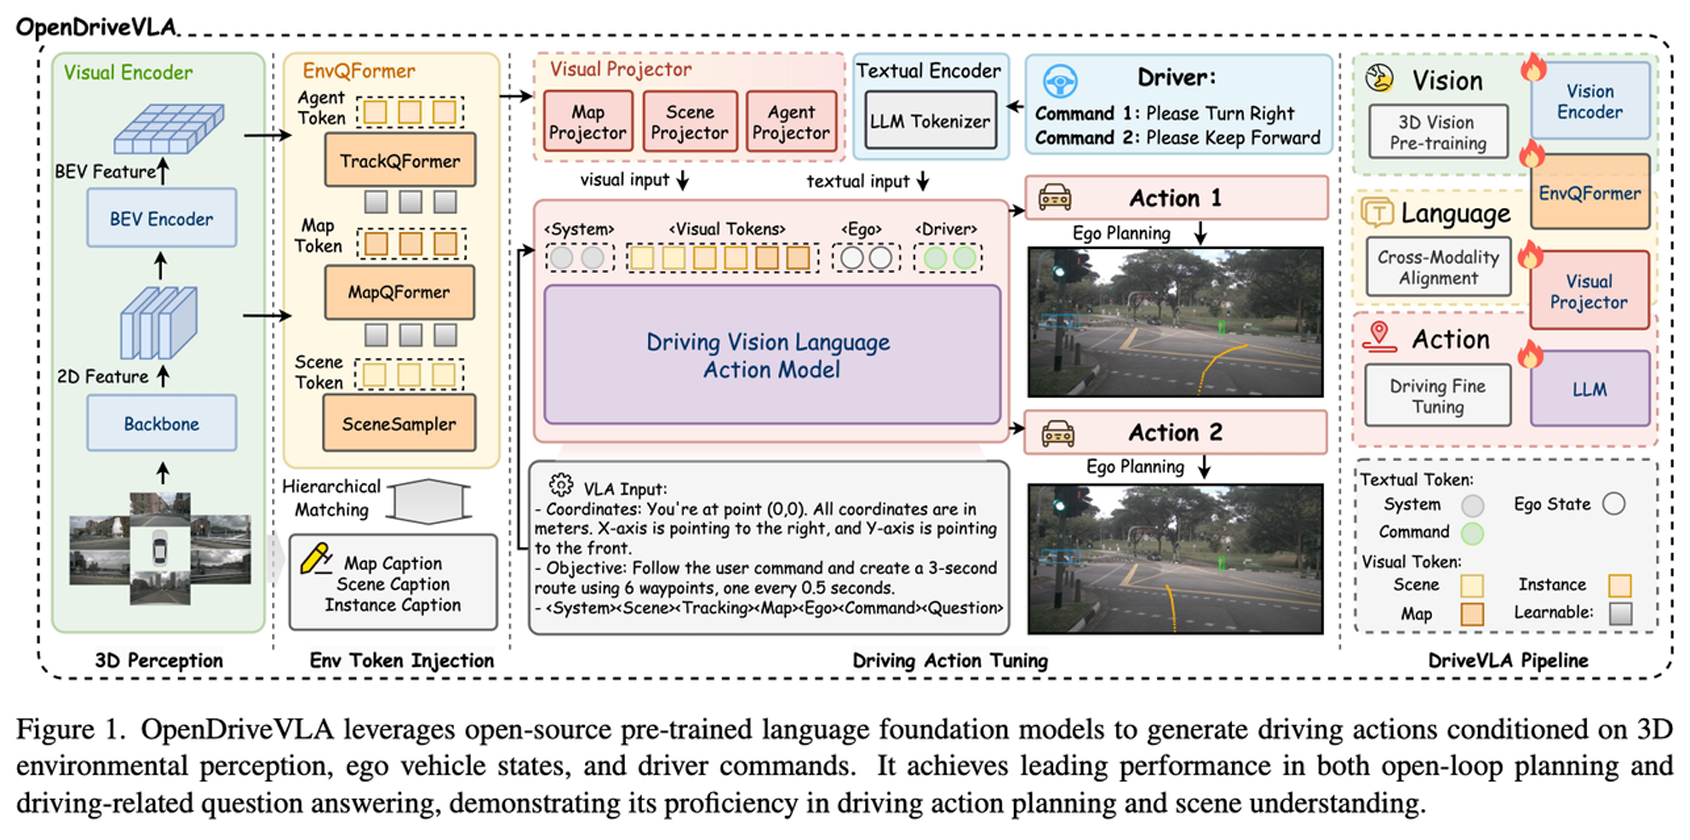 OpenDriveVLA
Visual Encoder
BEV Feature
BEV Encoder
2D Feature
Backbone
3D Perception
EnvQFormer
Agent
Token
TrackQFormer
Map
Token
MapQFormer
Scene
Token
SceneSampler
Hierarchical
Matching
Map Caption
Scene Caption
Instance Caption
Env Token Injection
Visual Projector
Map
Projector
Scene
Projector
Agent
Projector
Textual Encoder
LLM Tokenizer
Driver:
Command 1: Please Turn Right
Command 2: Please Keep Forward
visual input
textual input
<System>
<Visual Tokens>
<Ego>
<Driver>
Driving Vision Language
Action Model
VLA Input:
- Coordinates: You're at point (0,0). All coordinates are in
meters. X-axis is pointing to the right, and Y-axis is pointing
to the front.
- Objective: Follow the user command and create a 3-second
route using 6 waypoints, one every 0.5 seconds.
- <System><Scene><Tracking><Map><Ego><Command><Question>
Action 1
Ego Planning
Action 2
Ego Planning
Driving Action Tuning
Vision
3D Vision
Pre-training
Vision
Encoder
EnvQFormer
T
Language
Cross-Modality
Alignment
Visual
Projector
Action
Driving Fine
Tuning
LLM
Textual Token:
System
Ego State
Command
Visual Token:
Scene
Instance
Map
Learnable:
DriveVLA Pipeline
Figure 1. OpenDriveVLA leverages open-source pre-trained language foundation models to generate driving actions conditioned on 3D
environmental perception, ego vehicle states, and driver commands. It achieves leading performance in both open-loop planning and
driving-related question answering, demonstrating its proficiency in driving action planning and scene understanding.